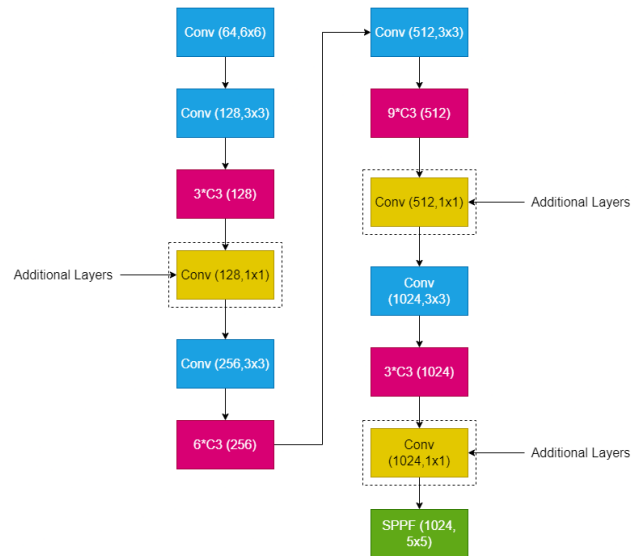 Conv (64,6x6)
Conv (128,3x3)
3*C3 (128)
Additional Layers
Conv (128,1x1)
Conv (256,3x3)
6*C3 (256)
Conv (512,3x3)
9*C3 (512)
Conv (512,1x1)
Additional Layers
Conv
(1024,3x3)
3*C3 (1024)
Conv
(1024,1x1)
Additional Layers
SPPF (1024,
5x5)